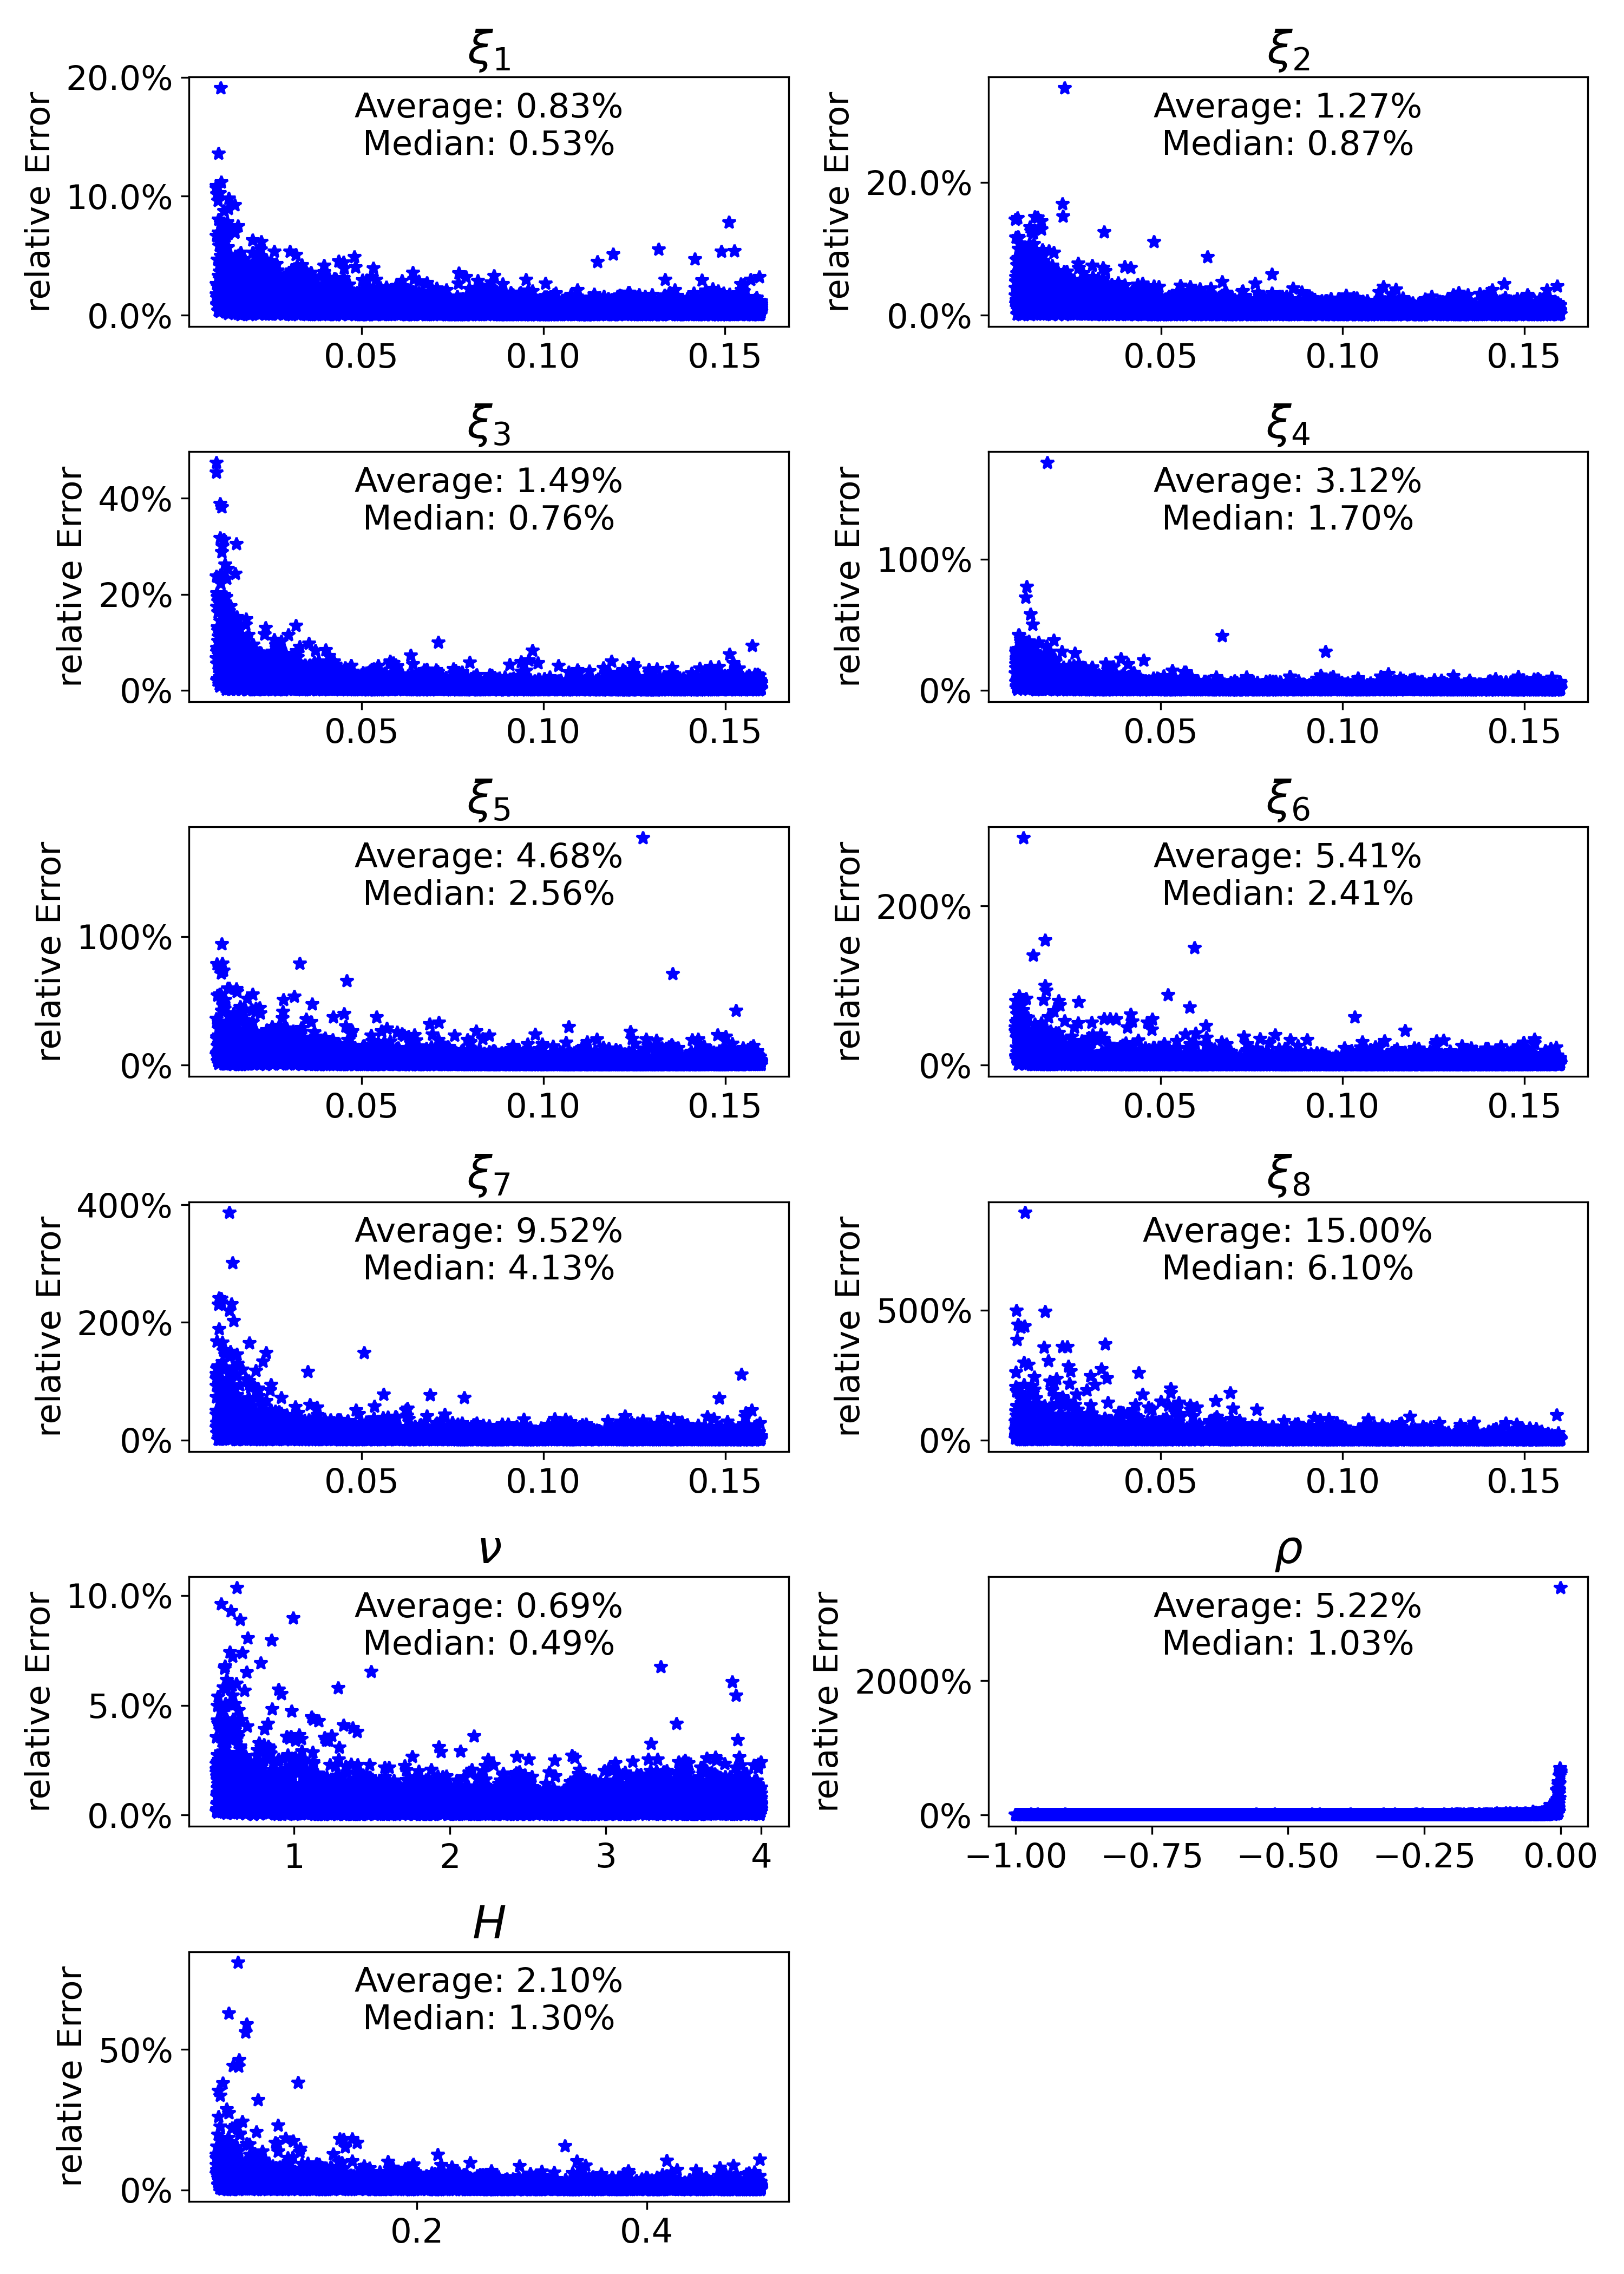 ξ1
relative Error
20.0%
10.0%
0.0%
Average: 0.83%
Median: 0.53%
0.05 0.10 0.15
ξ2
relative Error
20.0%
0.0%
Average: 1.27%
Median: 0.87%
0.05 0.10 0.15
ξ3
relative Error
40%
20%
0%
Average: 1.49%
Median: 0.76%
0.05 0.10 0.15
ξ4
relative Error
100%
0%
Average: 3.12%
Median: 1.70%
0.05 0.10 0.15
ξ5
relative Error
100%
0%
Average: 4.68%
Median: 2.56%
0.05 0.10 0.15
ξ6
relative Error
200%
0%
Average: 5.41%
Median: 2.41%
0.05 0.10 0.15
ξ7
relative Error
400%
200%
0%
Average: 9.52%
Median: 4.13%
0.05 0.10 0.15
ξ8
relative Error
500%
0%
Average: 15.00%
Median: 6.10%
0.05 0.10 0.15
ν
relative Error
10.0%
5.0%
0.0%
Average: 0.69%
Median: 0.49%
1 2 3 4
ρ
relative Error
2000%
0%
Average: 5.22%
Median: 1.03%
−1.00 −0.75 −0.50 −0.25 0.00
H
relative Error
50%
0%
Average: 2.10%
Median: 1.30%
0.2 0.4